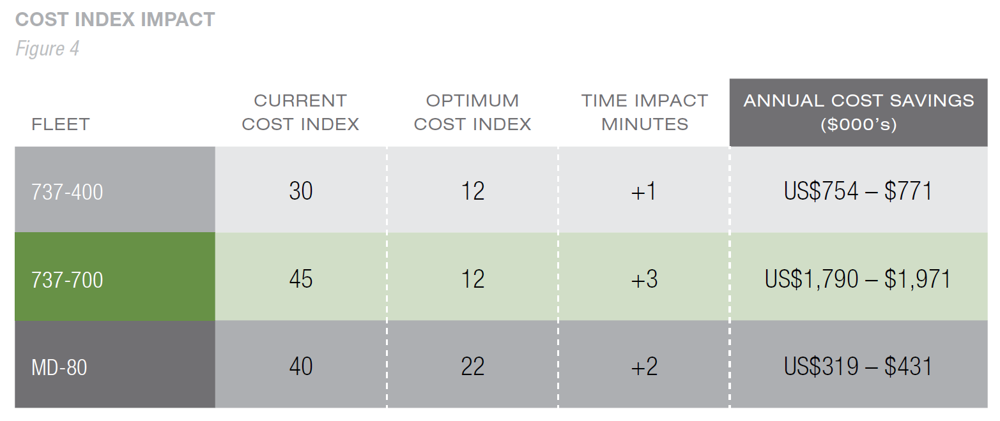 COST INDEX IMPACT
Figure 4
FLEET
CURRENT
COST INDEX
OPTIMUM
COST INDEX
TIME IMPACT
MINUTES
ANNUAL COST SAVINGS
($000’s)
737-400 30 12 +1 US$754 – $771
737-700 45 12 +3 US$1,790 – $1,971
MD-80 40 22 +2 US$319 – $431